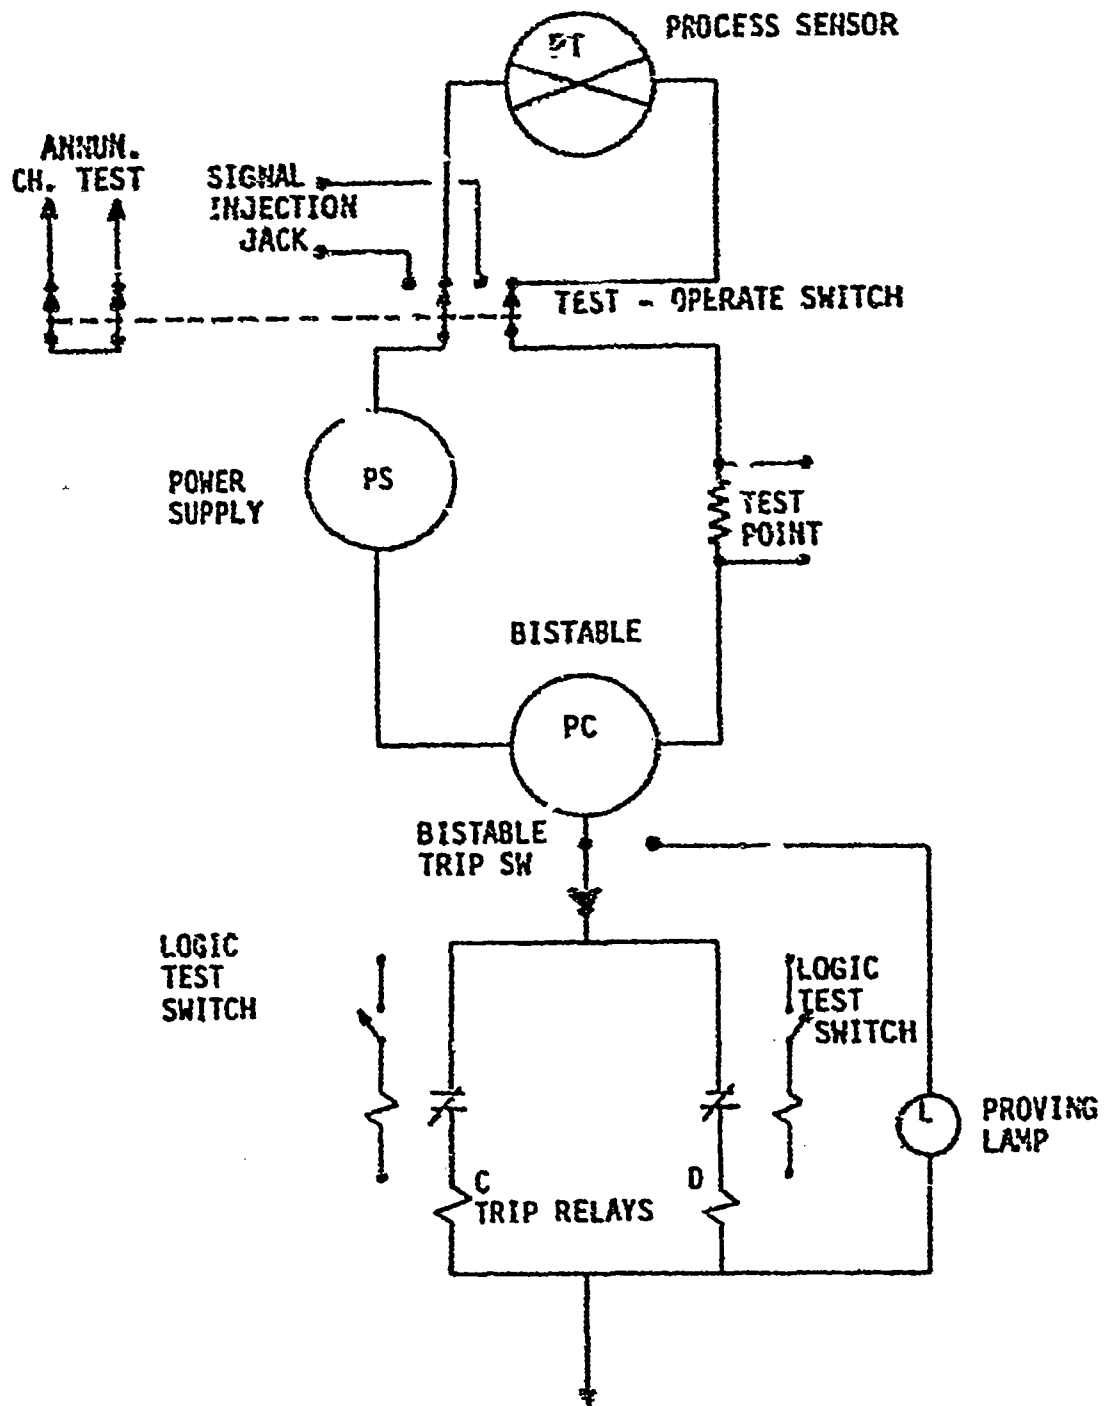 PT
PROCESS SENSOR
ANNUN.
CH. TEST
SIGNAL
INJECTION
JACK
TEST - OPERATE SWITCH
POWER
SUPPLY
PS
TEST
POINT
BISTABLE
PC
BISTABLE
TRIP SW
LOGIC
TEST
SWITCH
LOGIC
TEST
SWITCH
L
PROVING
LAMP
C
TRIP RELAYS
D